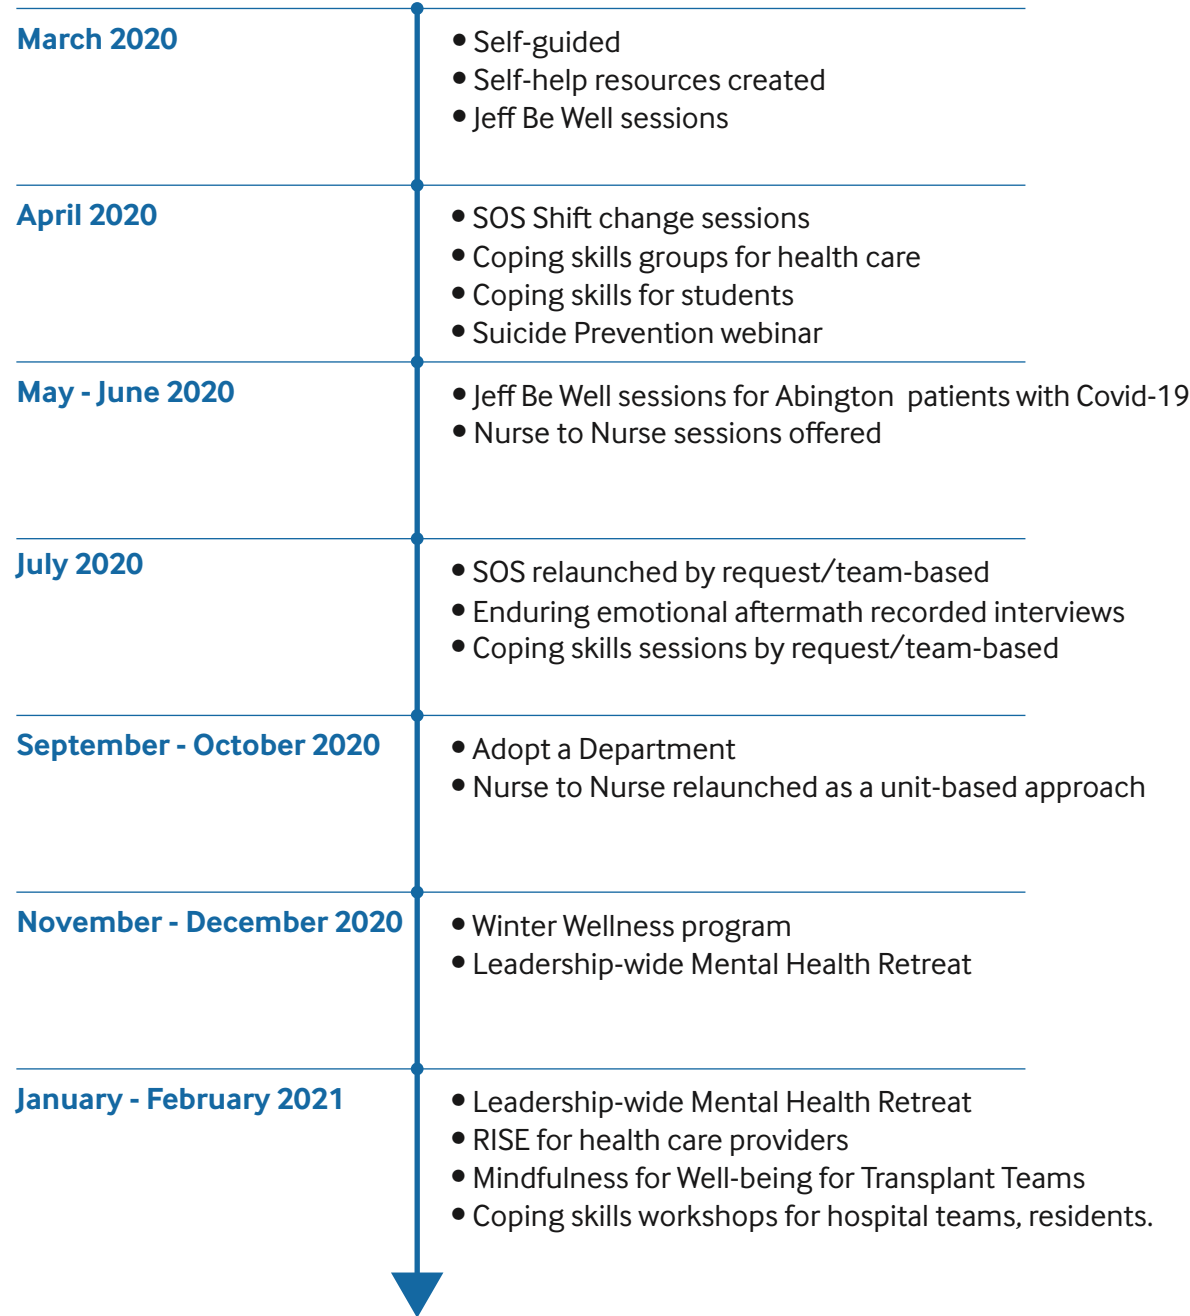 March 2020
• Self-guided
• Self-help resources created
• Jeff Be Well sessions
April 2020
• SOS Shift change sessions
• Coping skills groups for health care
• Coping skills for students
• Suicide Prevention webinar
May - June 2020
• Jeff Be Well sessions for Abington  patients with Covid-19
• Nurse to Nurse sessions offered
July 2020
• SOS relaunched by request/team-based
• Enduring emotional aftermath recorded interviews
• Coping skills sessions by request/team-based
September - October 2020
• Adopt a Department
• Nurse to Nurse relaunched as a unit-based approach
November - December 2020
• Winter Wellness program
• Leadership-wide Mental Health Retreat
January - February 2021
• Leadership-wide Mental Health Retreat
• RISE for health care providers
• Mindfulness for Well-being for Transplant Teams
• Coping skills workshops for hospital teams, residents.